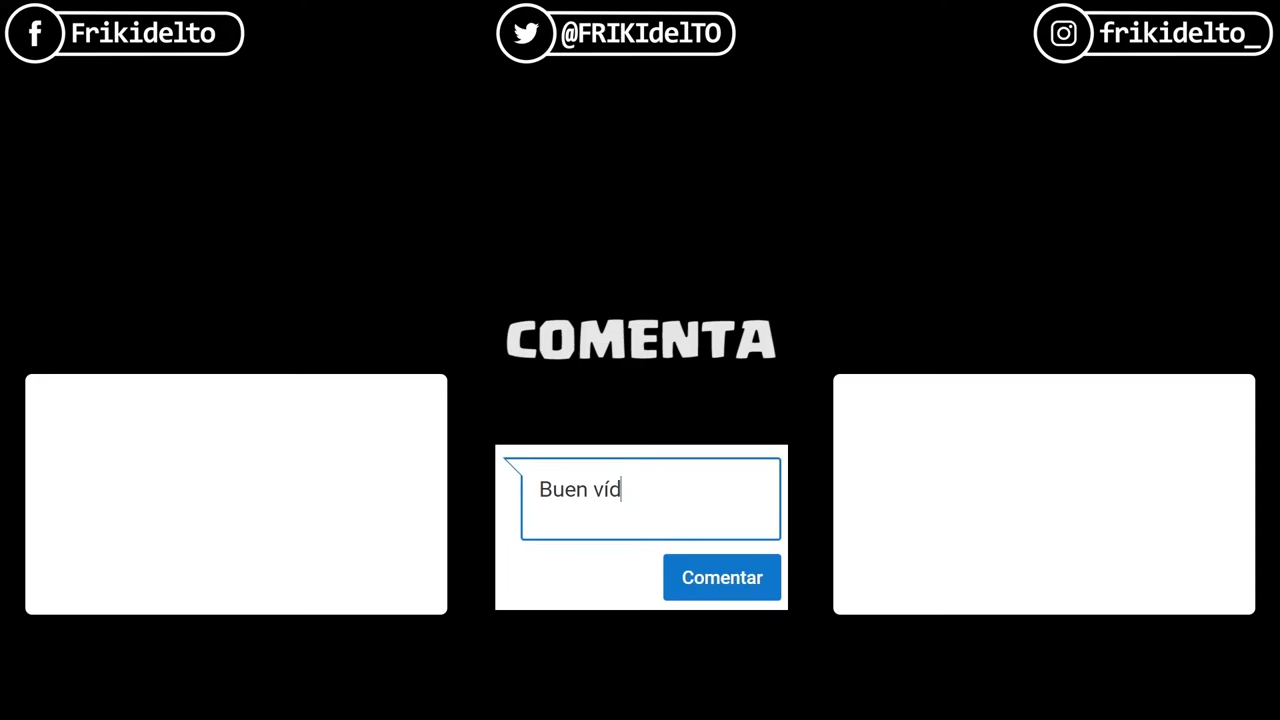 Frikidelto
@FRIKIdelTO
frikidelto_
COMENTA
Buen víd
Comentar